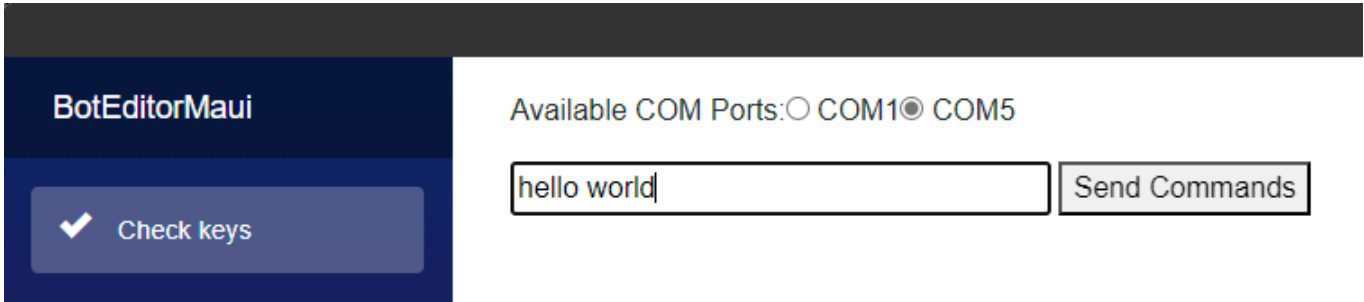 BotEditorMaui
Check keys
Available COM Ports: COM1 COM5
hello world
Send Commands